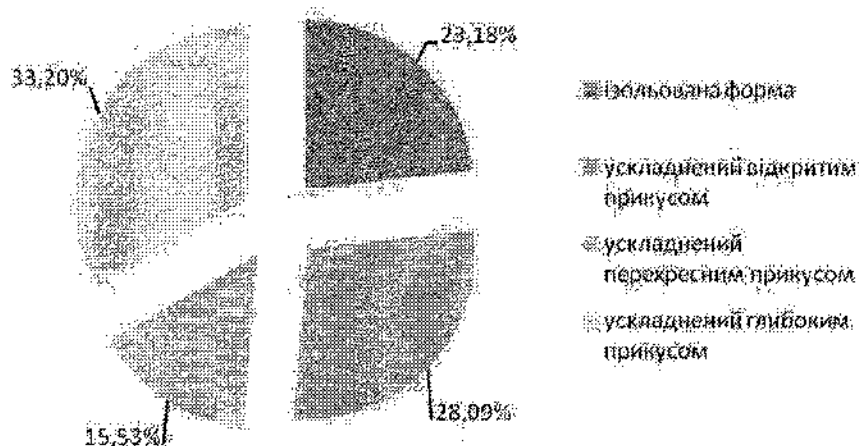 23,18%
33,20%
ізольована форма
ускладнений відкритим
прикусом
ускладнений
перехресним прикусом
ускладнений глибоким
прикусом
28,09%
15,53%